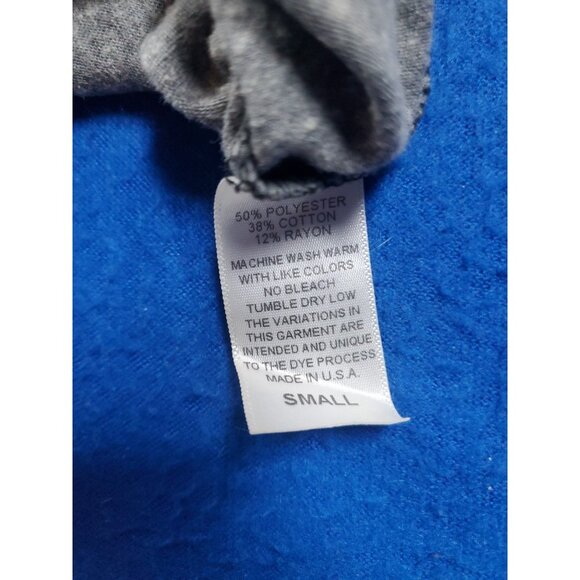 50% POLYESTER
38% COTTON
12% RAYON
MACHINE WASH WARM
WITH LIKE COLORS
NO BLEACH
TUMBLE DRY LOW
THE VARIATIONS IN
THIS GARMENT ARE
INTENDED AND UNIQUE
TO THE DYE PROCESS
MADE IN U.S.A.
SMALL